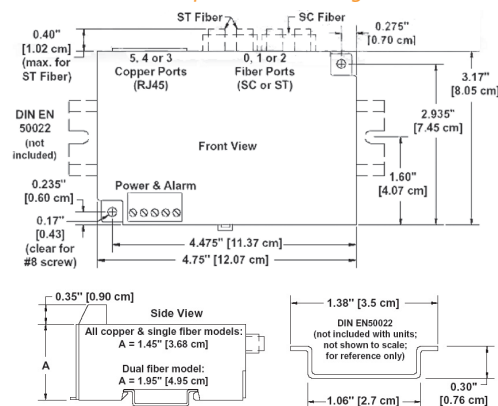 ST Fiber
SC Fiber
0.40"
[1.02 cm]
(max. for
ST Fiber)
0.275"
[0.70 cm]
5, 4 or 3
Copper Ports
(RJ45)
0, 1 or 2
Fiber Ports
(SC or ST)
3.17"
[8.05 cm]
2.935"
[7.45 cm]
DIN EN
50022
(not
included)
Front View
1.60"
[4.07 cm]
0.235"
[0.60 cm]
Power & Alarm
0.17"
[0.43]
(clear for
#8 screw)
4.475" [11.37 cm]
4.75" [12.07 cm]
0.35" [0.90 cm]
Side View
All copper & single fiber models:
A = 1.45" [3.68 cm]
A
Dual fiber model:
A = 1.95" [4.95 cm]
1.38" [3.5 cm]
DIN EN50022
(not included with units;
not shown to scale;
for reference only)
0.30"
[0.76 cm]
1.06" [2.7 cm]